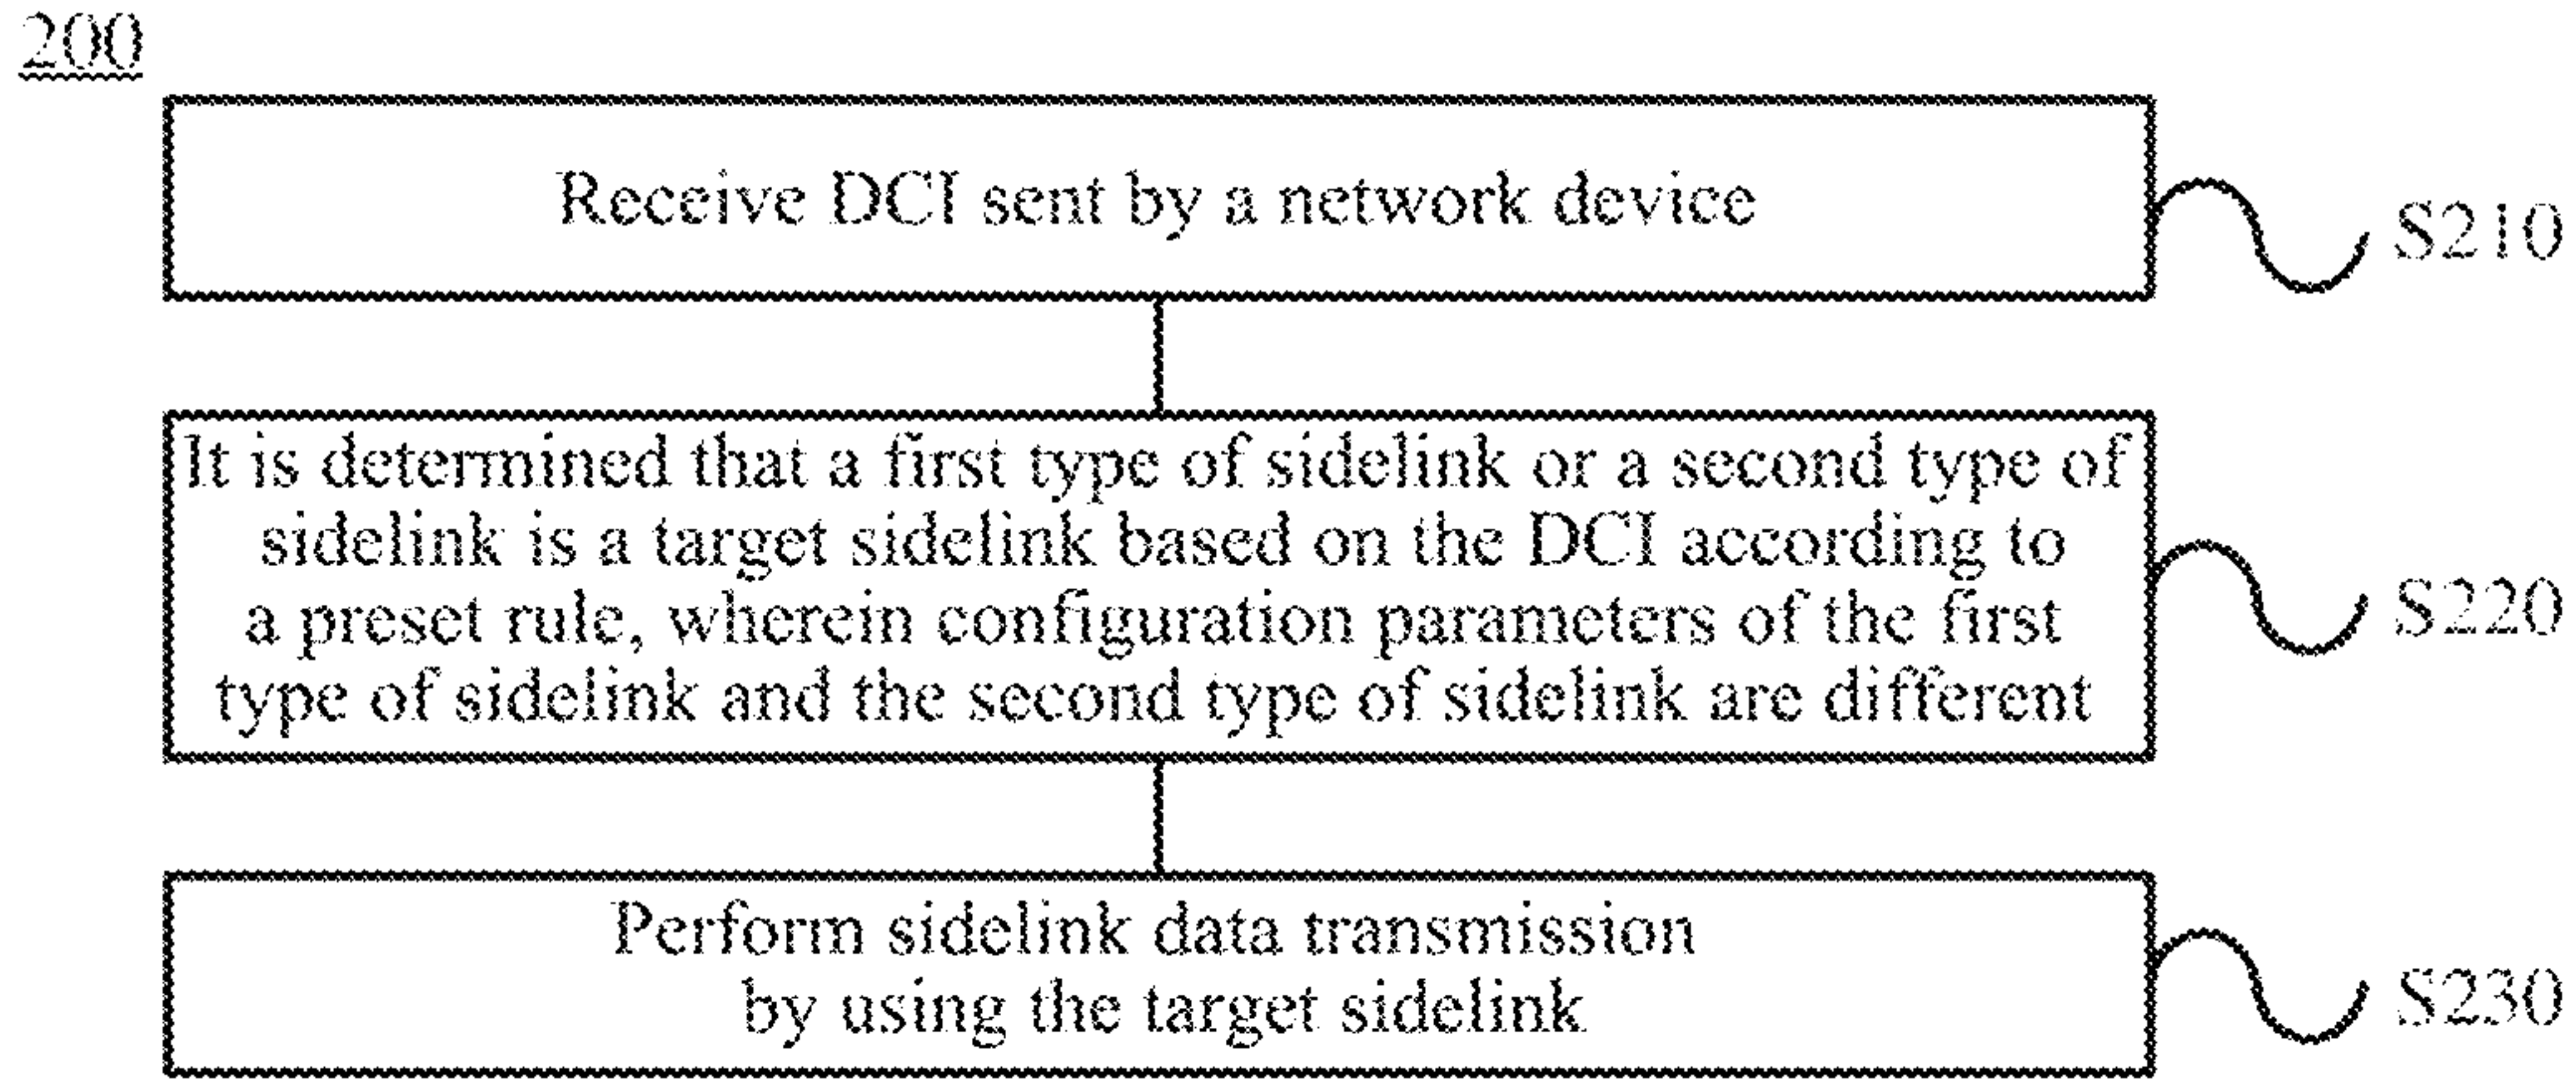 200
Receive DCI sent by a network device
S210
It is determined that a first type of sidelink or a second type of
sidelink is a target sidelink based on the DCI according to
a preset rule, wherein configuration parameters of the first
type of sidelink and the second type of sidelink are different
S220
Perform sidelink data transmission
by using the target sidelink
S230